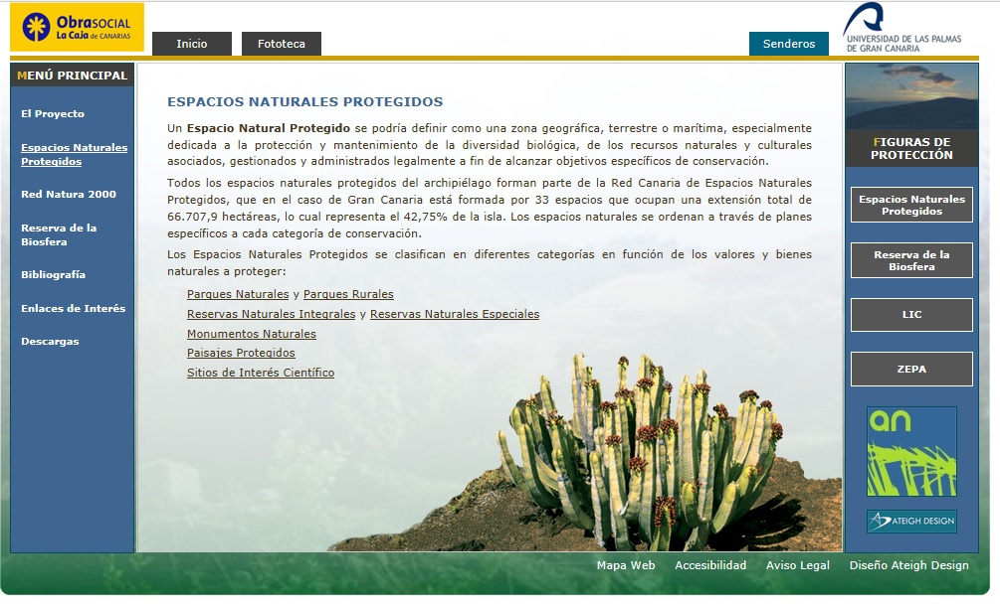 ObraSOCIAL
La Caja de CANARIAS
Inicio
Fototeca
Senderos
UNIVERSIDAD DE LAS PALMAS
DE GRAN CANARIA
MENÚ PRINCIPAL
El Proyecto
Espacios Naturales
Protegidos
Red Natura 2000
Reserva de la
Biosfera
Bibliografía
Enlaces de Interés
Descargas
ESPACIOS NATURALES PROTEGIDOS
Un Espacio Natural Protegido se podría definir como una zona geográfica, terrestre o marítima, especialmente
dedicada a la protección y mantenimiento de la diversidad biológica, de los recursos naturales y culturales
asociados, gestionados y administrados legalmente a fin de alcanzar objetivos específicos de conservación.
Todos los espacios naturales protegidos del archipiélago forman parte de la Red Canaria de Espacios Naturales
Protegidos, que en el caso de Gran Canaria está formada por 33 espacios que ocupan una extensión total de
66.707,9 hectáreas, lo cual representa el 42,75% de la isla. Los espacios naturales se ordenan a través de planes
específicos a cada categoría de conservación.
Los Espacios Naturales Protegidos se clasifican en diferentes categorías en función de los valores y bienes
naturales a proteger:
Parques Naturales y Parques Rurales
Reservas Naturales Integrales y Reservas Naturales Especiales
Monumentos Naturales
Paisajes Protegidos
Sitios de Interés Científico
FIGURAS DE
PROTECCIÓN
Espacios Naturales
Protegidos
Reserva de la
Biosfera
LIC
ZEPA
an
ATEIGH DESIGN
Mapa Web
Accesibilidad
Aviso Legal
Diseño Ateigh Design